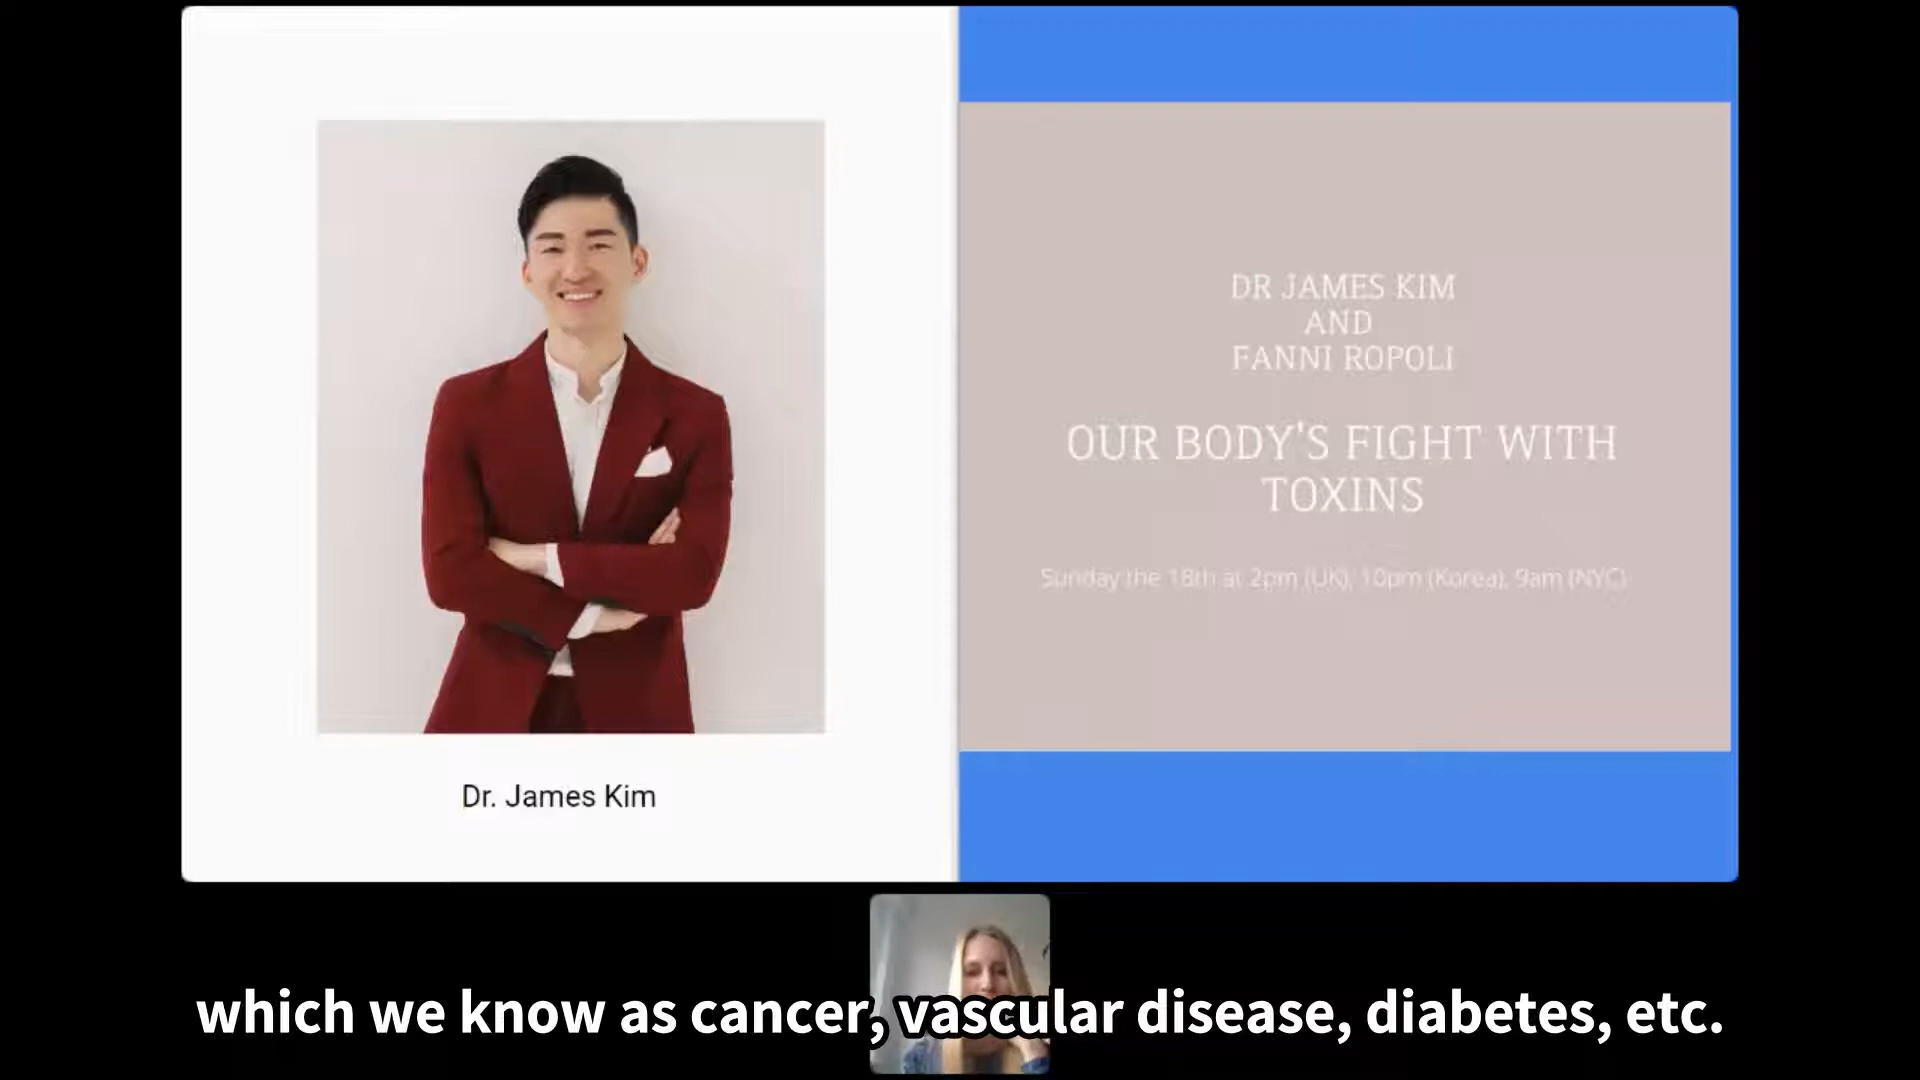 DR JAMES KIM
AND
FANNI ROPOLI
OUR BODY'S FIGHT WITH
TOXINS
Sunday the 18th at 2pm (UK), 10pm (Korea), 9am (NYC)
Dr. James Kim
which we know as cancer, vascular disease, diabetes, etc.